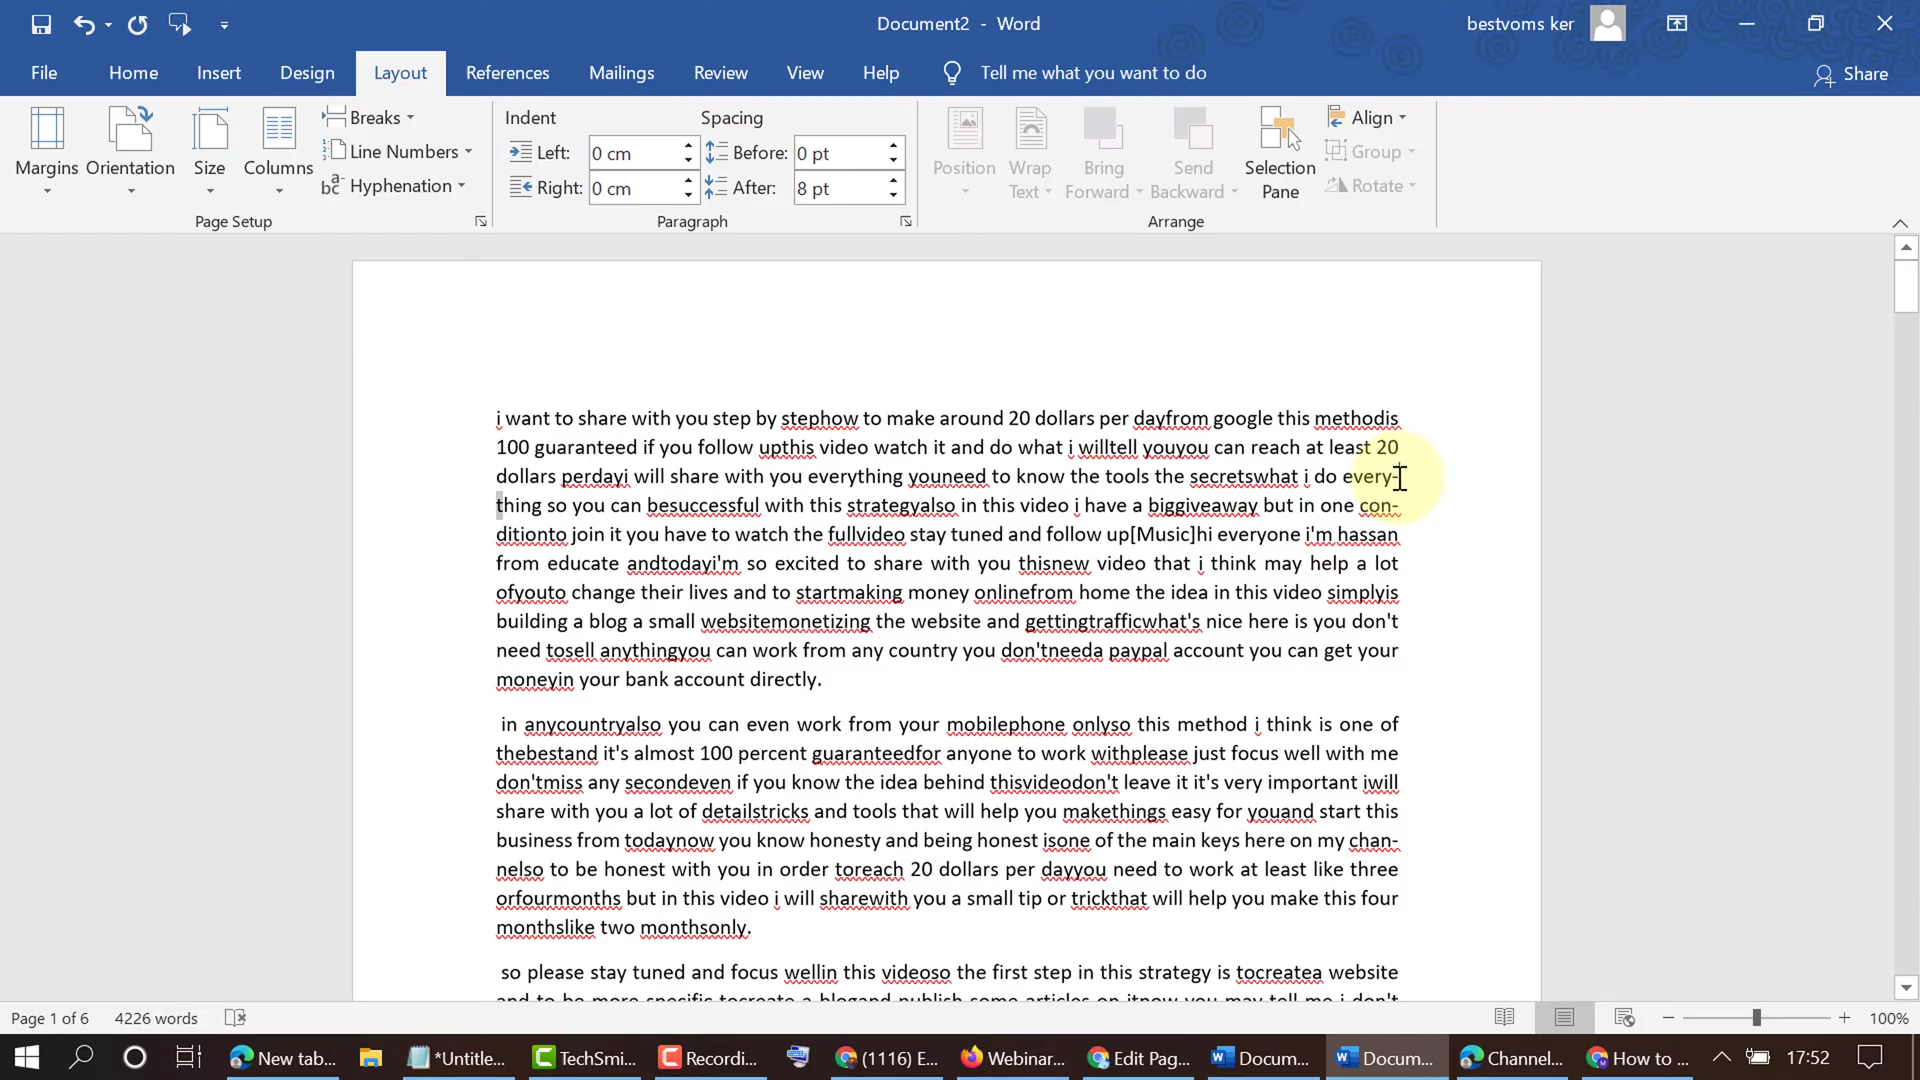 Document2 - Word
bestvoms ker
File Home Insert Design Layout References Mailings Review View Help Tell me what you want to do Share
Margins Orientation Size Columns
Breaks
Line Numbers
Hyphenation
Page Setup
Indent
Left: 0 cm
Right: 0 cm
Spacing
Before: 0 pt
After: 8 pt
Paragraph
Position
Wrap Text
Bring Forward
Send Backward
Selection Pane
Align
Group
Rotate
Arrange
i want to share with you step by stephow to make around 20 dollars per dayfrom google this methodis
100 guaranteed if you follow upthis video watch it and do what i willtell youyou can reach at least 20
dollars perdayi will share with you everything youneed to know the tools the secretswhat i do every-
thing so you can besuccessful with this strategyalso in this video i have a biggiveaway but in one con-
ditionto join it you have to watch the fullvideo stay tuned and follow up[Music]hi everyone i'm hassan
from educate andtodayi'm so excited to share with you thisnew video that i think may help a lot
ofyouto change their lives and to startmaking money onlinefrom home the idea in this video simplyis
building a blog a small websitemonetizing the website and gettingtrafficwhat's nice here is you don't
need tosell anythingyou can work from any country you don'tneeda paypal account you can get your
moneyin your bank account directly.
in anycountryalso you can even work from your mobilephone onlyso this method i think is one of
thebestand it's almost 100 percent guaranteedfor anyone to work withplease just focus well with me
don'tmiss any secondeven if you know the idea behind thisvideodon't leave it it's very important iwill
share with you a lot of detailstricks and tools that will help you makethings easy for youand start this
business from todaynow you know honesty and being honest isone of the main keys here on my chan-
nelso to be honest with you in order toreach 20 dollars per dayyou need to work at least like three
orfourmonths but in this video i will sharewith you a small tip or trickthat will help you make this four
monthslike two monthsonly.
so please stay tuned and focus wellin this videoso the first step in this strategy is tocreatea website
and to be more specific tocreate a blogand publish some articles on itnow you may tell me i don't
Page 1 of 6 4226 words
100%
New tab... *Untitle... TechSmi... Recordi... (1116) E... Webinar... Edit Pag... Docum... Docum... Channel... How to ... 17:52